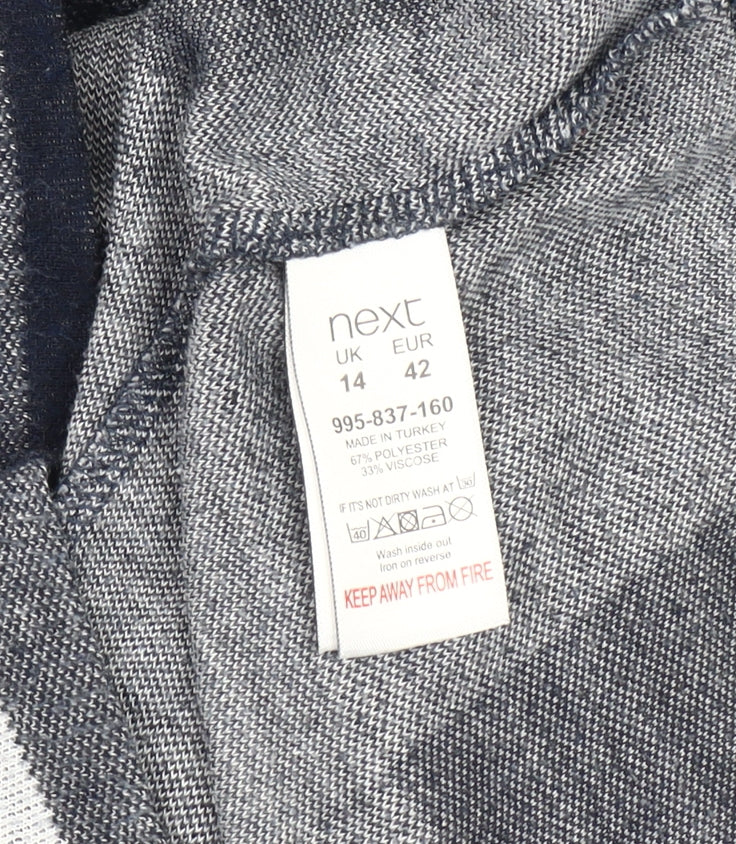 next
UK EUR
14 42
995-837-160
MADE IN TURKEY
67% POLYESTER
33% VISCOSE
IF IT'S NOT DIRTY WASH AT 30
40
Wash inside out
Iron on reverse
KEEP AWAY FROM FIRE